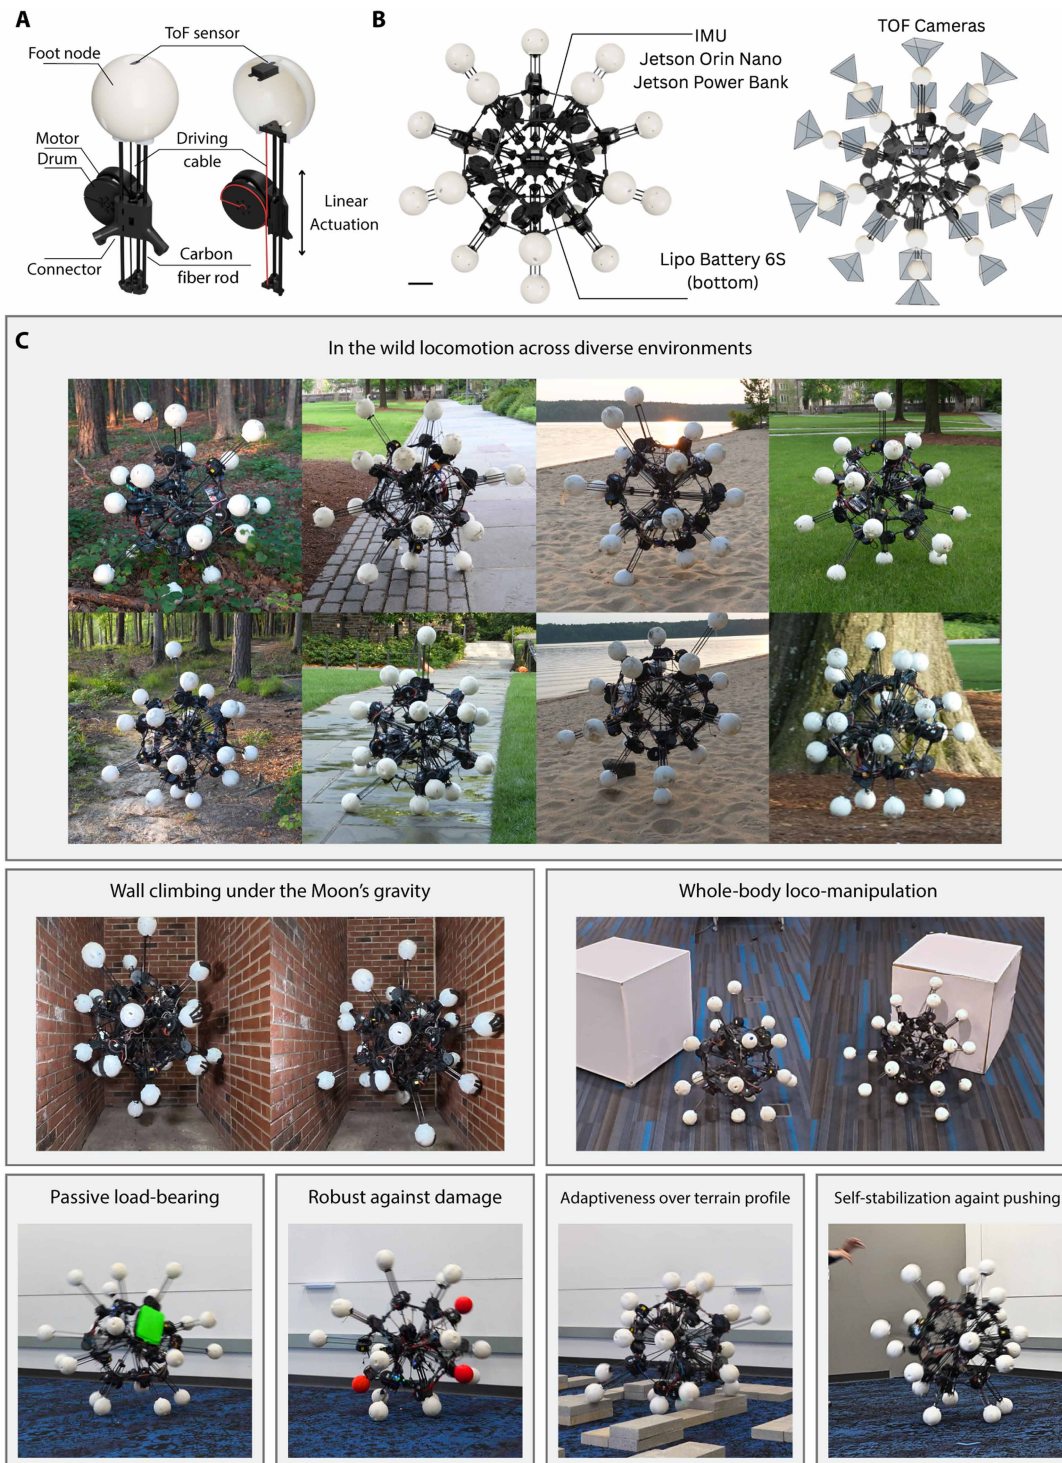 A
ToF sensor
Foot node
Motor
Drum
Driving
cable
Linear
Actuation
Connector
Carbon
fiber rod
B
IMU
Jetson Orin Nano
Jetson Power Bank
Lipo Battery 6S
(bottom)
TOF Cameras
C
In the wild locomotion across diverse environments
Wall climbing under the Moon's gravity
Whole-body loco-manipulation
Passive load-bearing
Robust against damage
Adaptiveness over terrain profile
Self-stabilization againt pushing